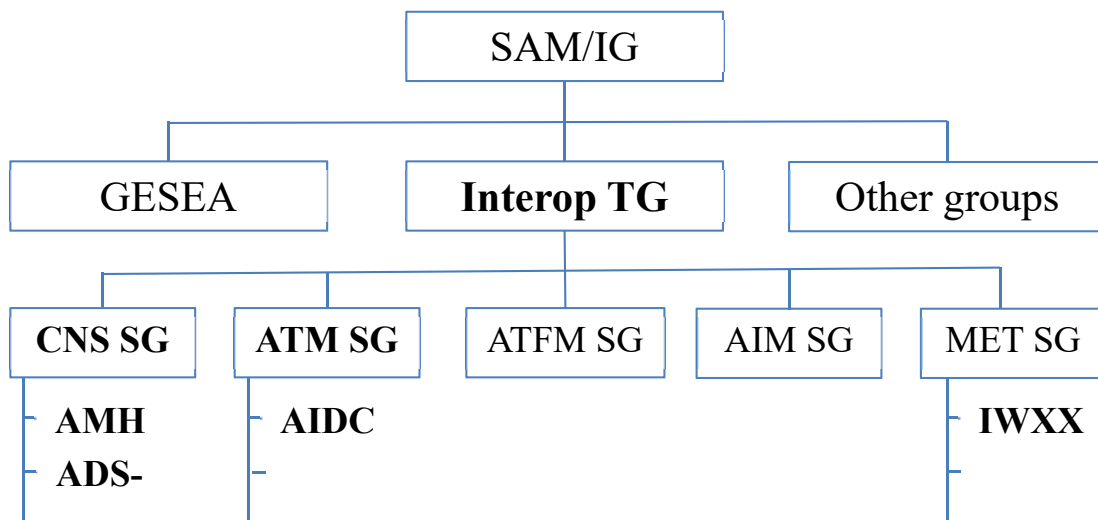 SAM/IG
GESEA
Interop TG
Other groups
CNS SG
ATM SG
ATFM SG
AIM SG
MET SG
AMH
AIDC
IWXX
ADS-